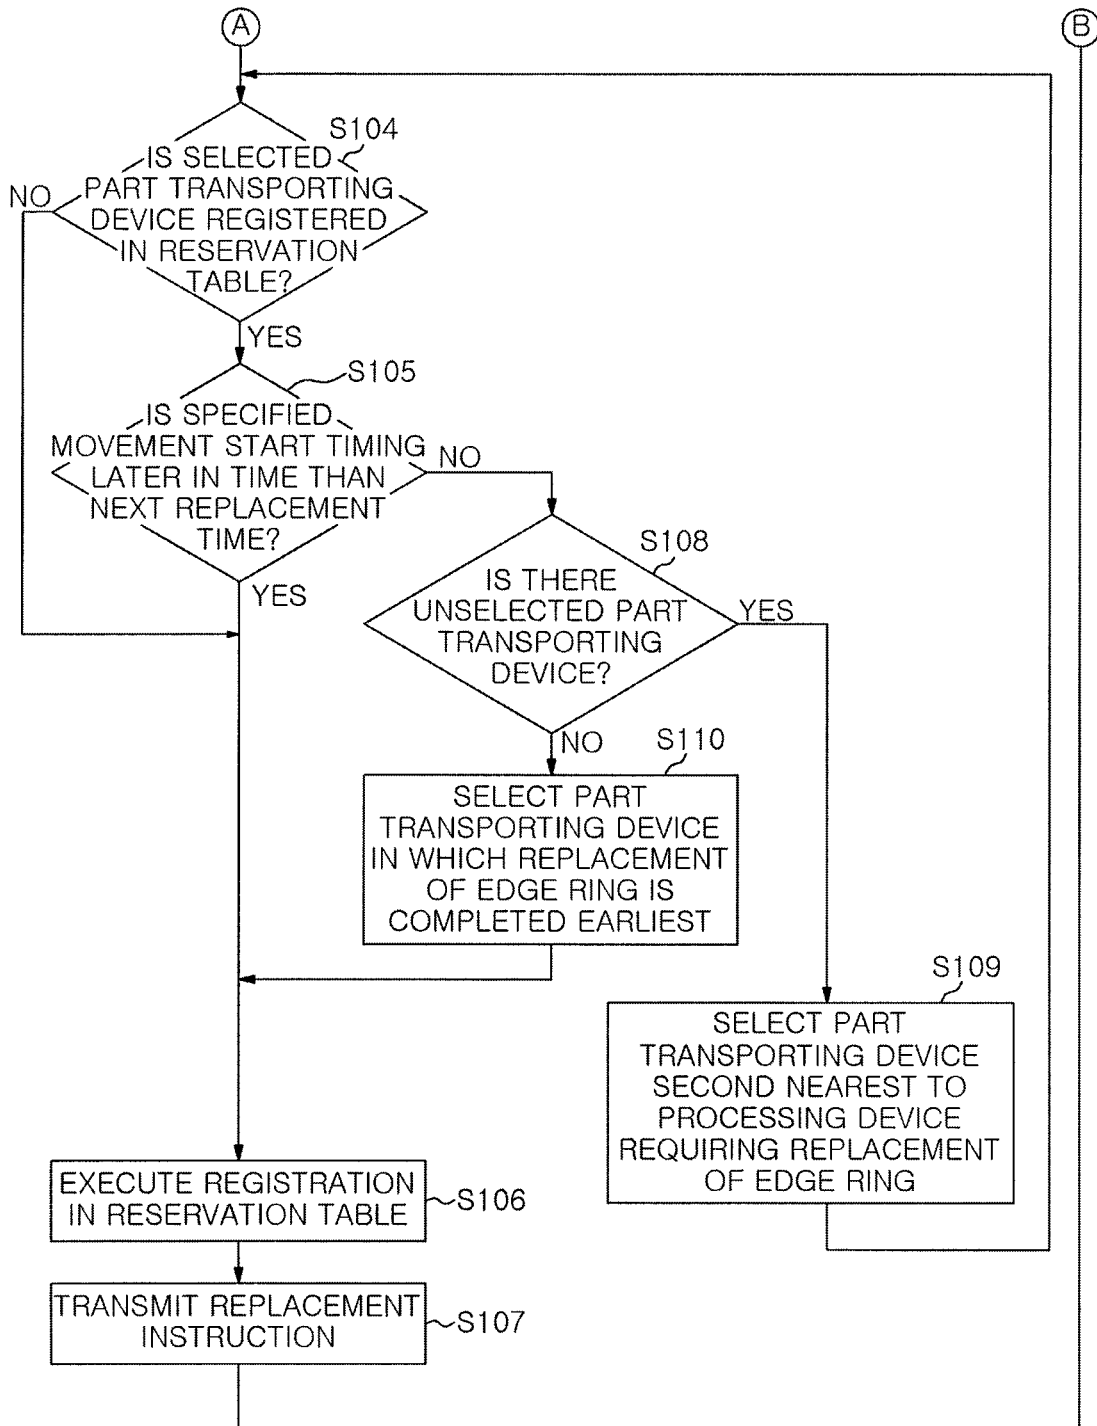 A
B
S104
IS SELECTED
PART TRANSPORTING
DEVICE REGISTERED
IN RESERVATION
TABLE?
NO
YES
S105
IS SPECIFIED
MOVEMENT START TIMING
LATER IN TIME THAN
NEXT REPLACEMENT
TIME?
NO
YES
S108
IS THERE
UNSELECTED PART
TRANSPORTING
DEVICE?
YES
NO
S110
SELECT PART
TRANSPORTING DEVICE
IN WHICH REPLACEMENT
OF EDGE RING IS
COMPLETED EARLIEST
S109
SELECT PART
TRANSPORTING DEVICE
SECOND NEAREST TO
PROCESSING DEVICE
REQUIRING REPLACEMENT
OF EDGE RING
EXECUTE REGISTRATION
IN RESERVATION TABLE
S106
TRANSMIT REPLACEMENT
INSTRUCTION
S107